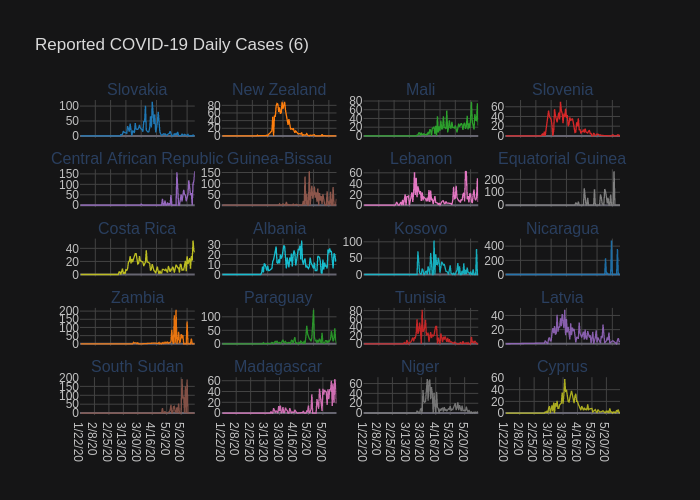 Reported COVID-19 Daily Cases (6)
Slovakia New Zealand Mali Slovenia
100 50 0
80 60 40 20 0
80 60 40 20 0
60 40 20 0
Central African Republic Guinea-Bissau Lebanon Equatorial Guinea
150 100 50 0
150 100 50 0
60 40 20 0
200 100 0
Costa Rica Albania Kosovo Nicaragua
40 20 0
30 20 10 0
100 50 0
400 200 0
Zambia Paraguay Tunisia Latvia
200 150 100 50 0
100 50 0
80 60 40 20 0
40 20 0
South Sudan Madagascar Niger Cyprus
200 150 100 50 0
60 40 20 0
60 40 20 0
60 40 20 0
1/22/20 2/8/20 2/25/20 3/13/20 3/30/20 4/16/20 5/3/20 5/20/20
1/22/20 2/8/20 2/25/20 3/13/20 3/30/20 4/16/20 5/3/20 5/20/20
1/22/20 2/8/20 2/25/20 3/13/20 3/30/20 4/16/20 5/3/20 5/20/20
1/22/20 2/8/20 2/25/20 3/13/20 3/30/20 4/16/20 5/3/20 5/20/20